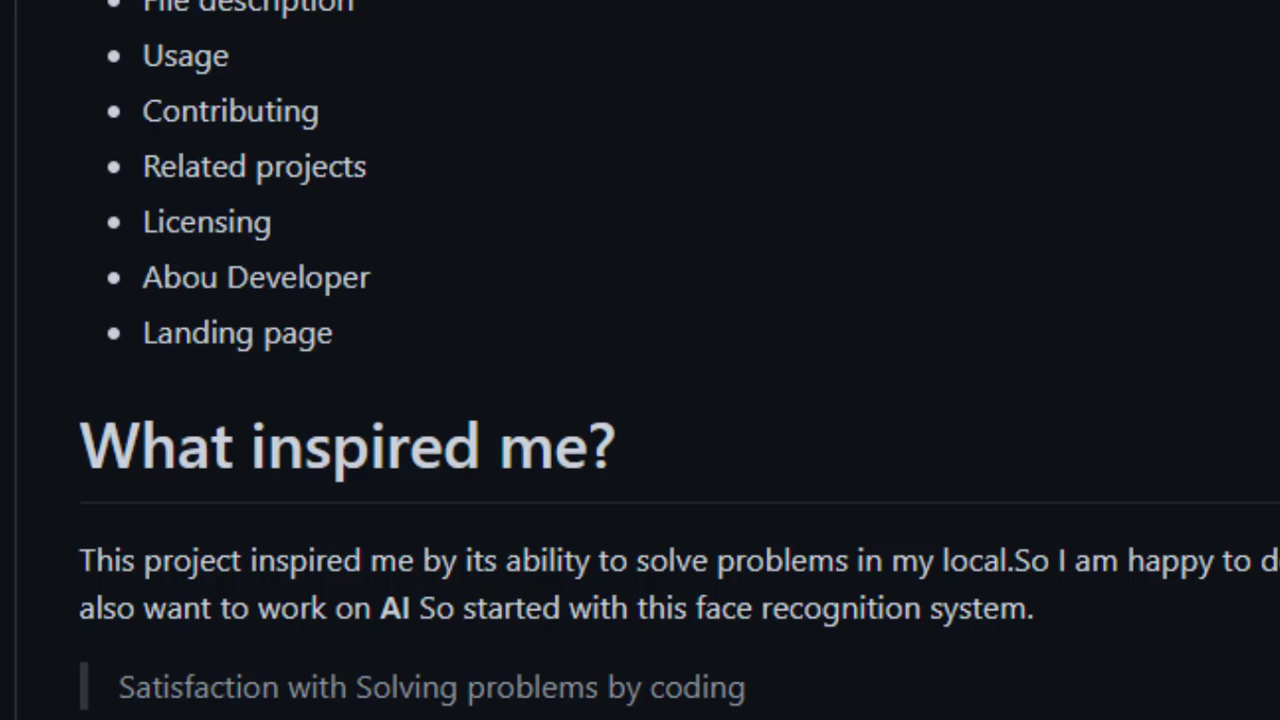 File description
Usage
Contributing
Related projects
Licensing
Abou Developer
Landing page
What inspired me?
This project inspired me by its ability to solve problems in my local.So I am happy to
also want to work on AI So started with this face recognition system.
Satisfaction with Solving problems by coding